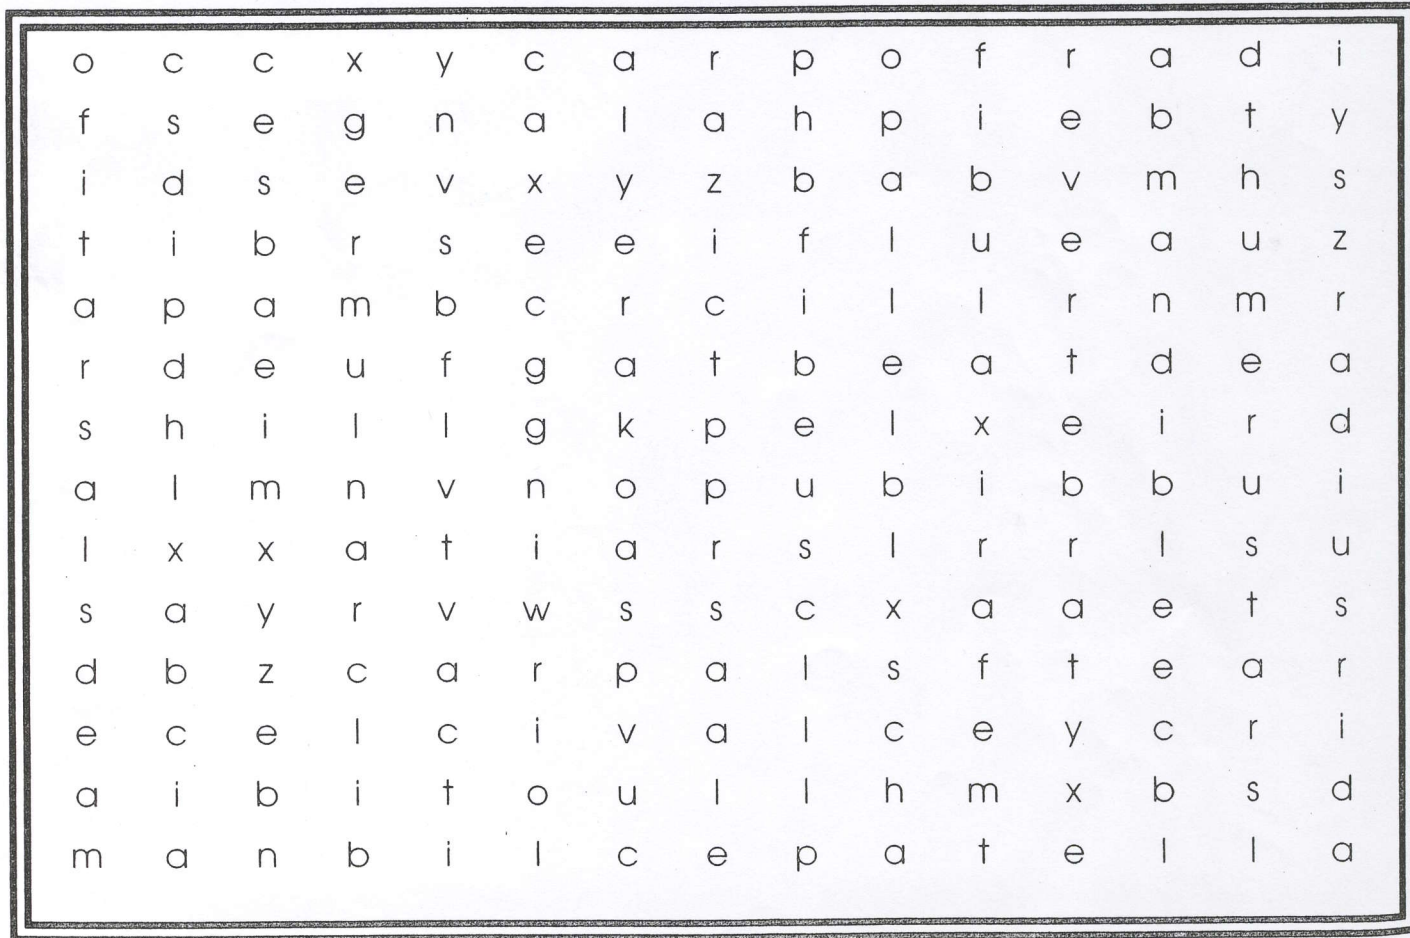 o c c x y c a r p o f r a d i
f s e g n a l a h p i e b t y
i d s e v x y z b a b v m h s
t i b r s e e i f l u e a u z
a p a m b c r c i l l r n m r
r d e u f g a t b e a t d e a
s h i l l g k p e l x e i r d
a l m n v n o p u b i b b u i
l x x a t i a r s l r r l s u
s a y r v w s s c x a a e t s
d b z c a r p a l s f t e a r
e c e l c i v a l c e y c r i
a i b i t o u l l h m x b s d
m a n b i l c e p a t e l l a